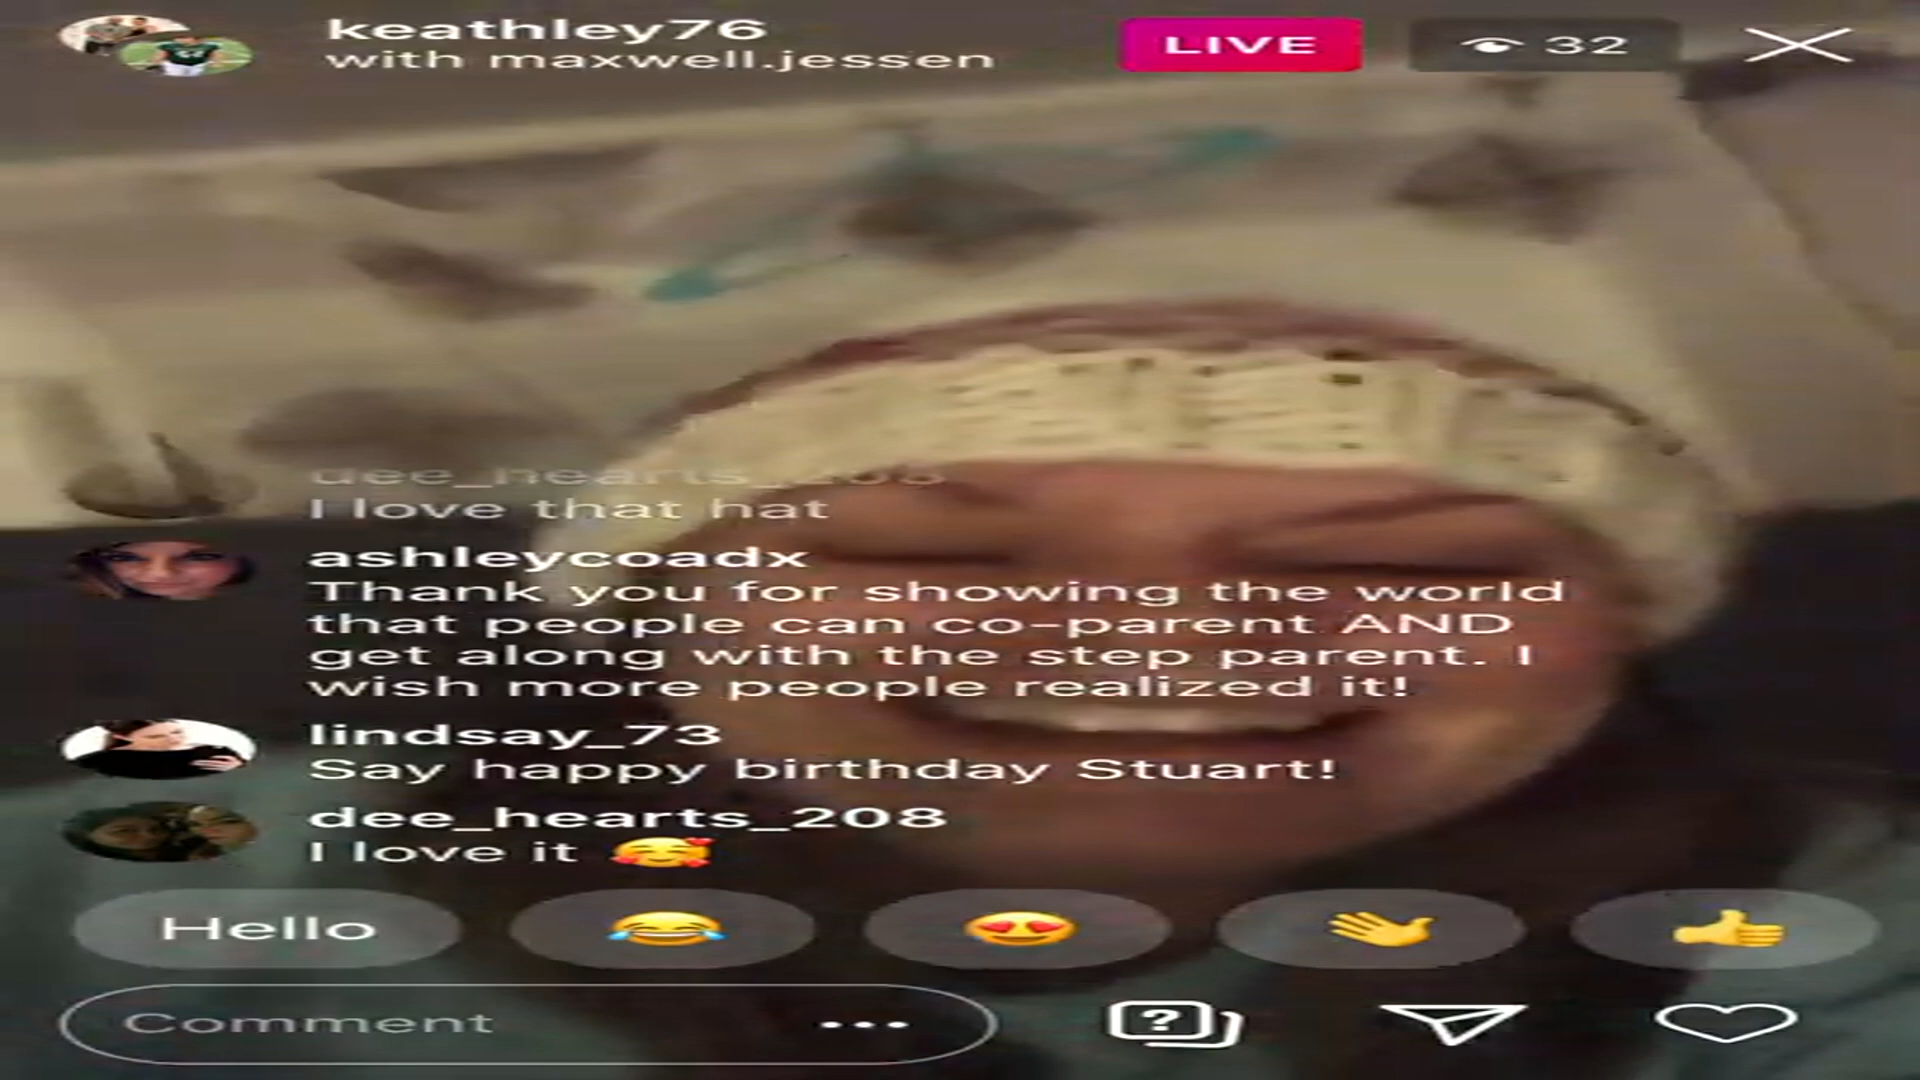 keathley76
with maxwell.jessen
LIVE
32
dee_hearts_208
I love that hat
ashleycoadx
Thank you for showing the world
that people can co-parent AND
get along with the step parent. I
wish more people realized it!
lindsay_73
Say happy birthday Stuart!
dee_hearts_208
I love it 🥰
Hello
😂
😍
👋
👍
Comment